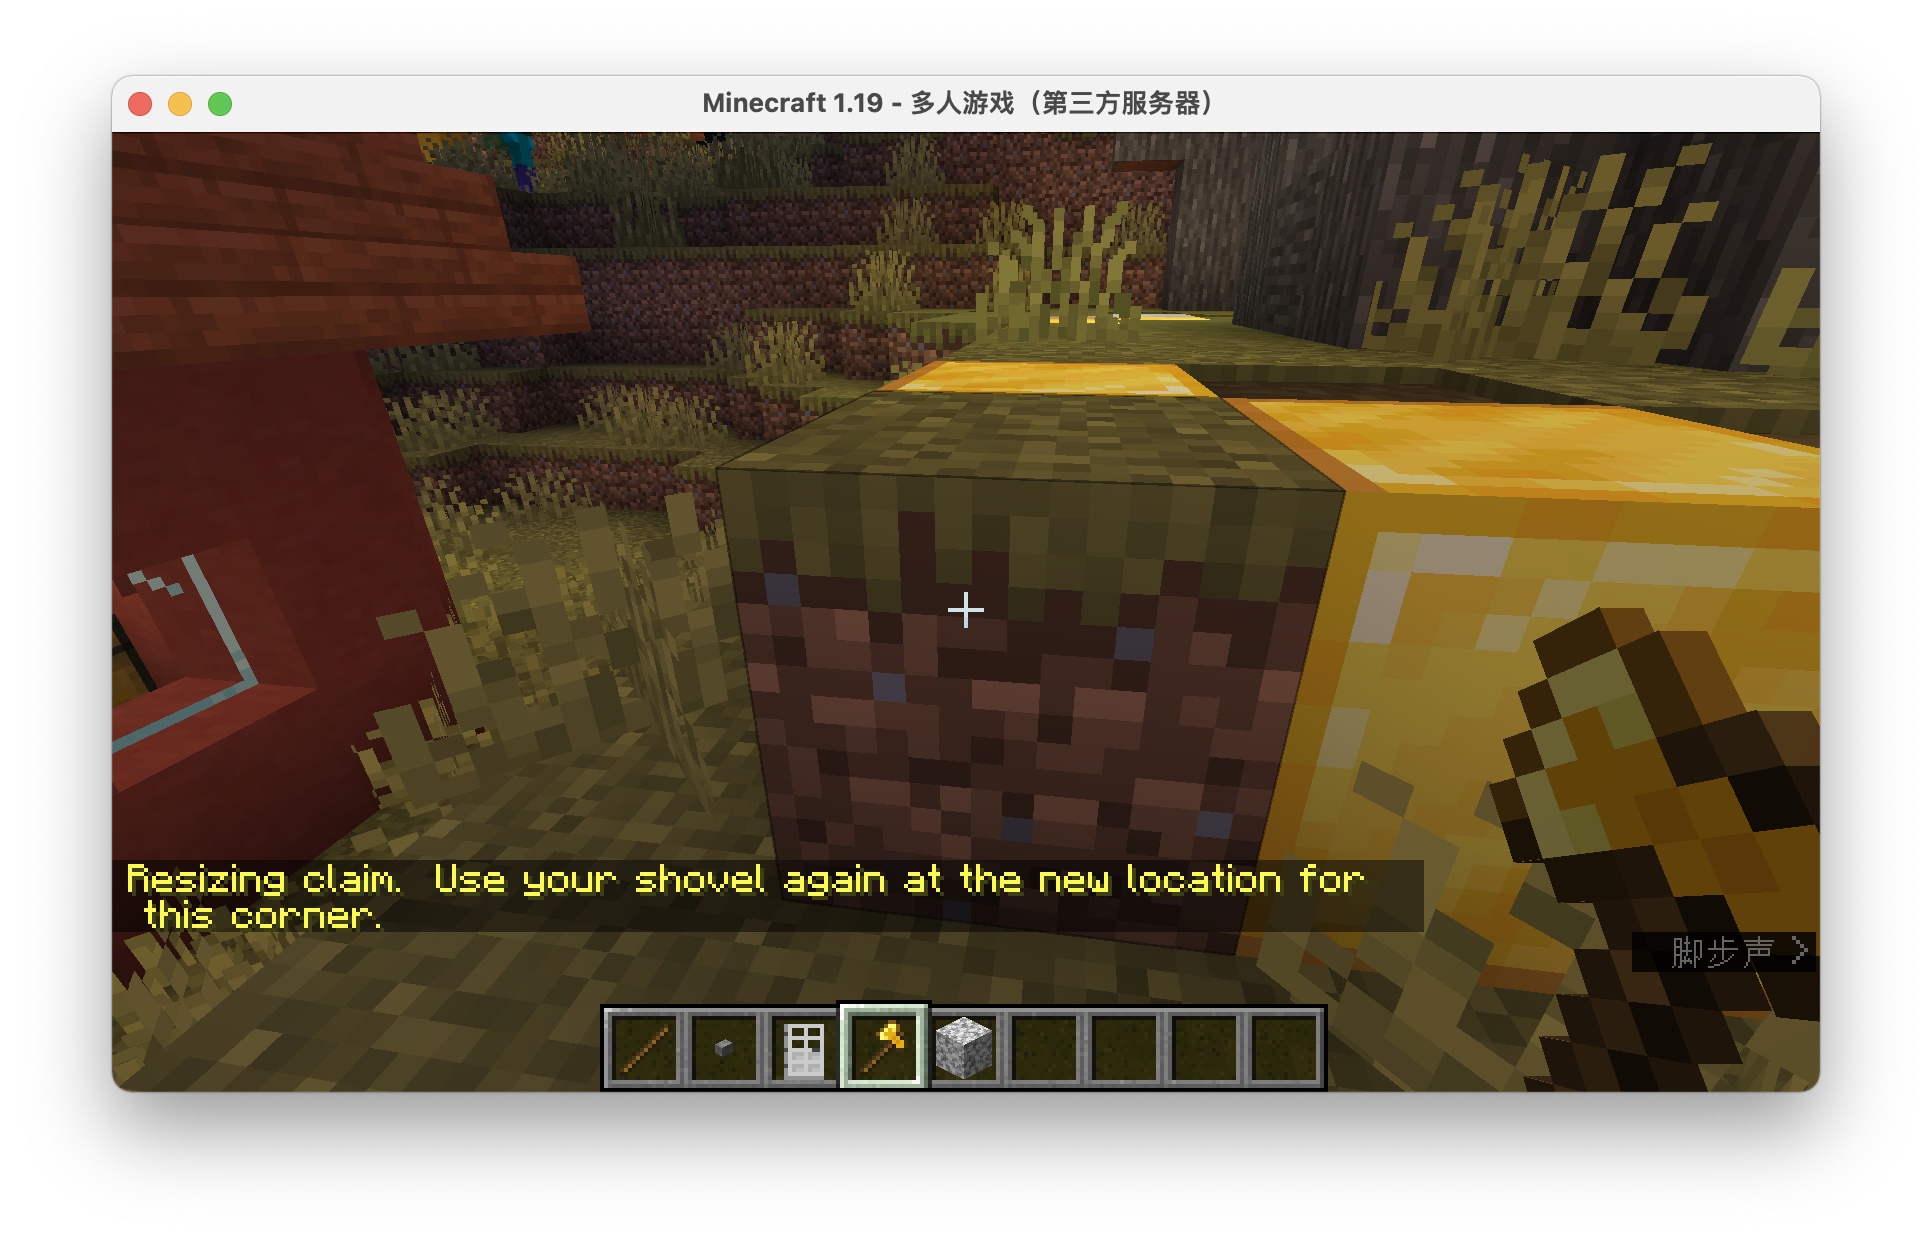 Minecraft 1.19 - 多人游戏（第三方服务器）
Resizing claim.  Use your shovel again at the new location for
this corner.
脚步声 >